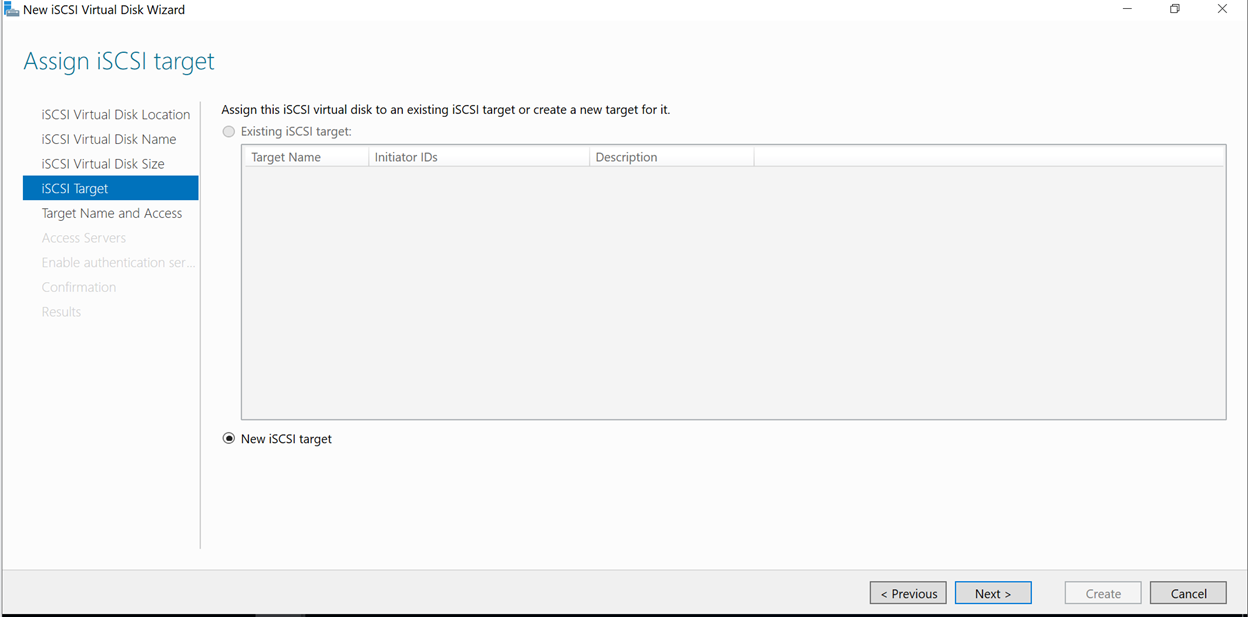 New iSCSI Virtual Disk Wizard
Assign iSCSI target
iSCSI Virtual Disk Location
iSCSI Virtual Disk Name
iSCSI Virtual Disk Size
iSCSI Target
Target Name and Access
Access Servers
Enable authentication ser...
Confirmation
Results
Assign this iSCSI virtual disk to an existing iSCSI target or create a new target for it.
Existing iSCSI target:
Target Name Initiator IDs Description
New iSCSI target
< Previous Next > Create Cancel